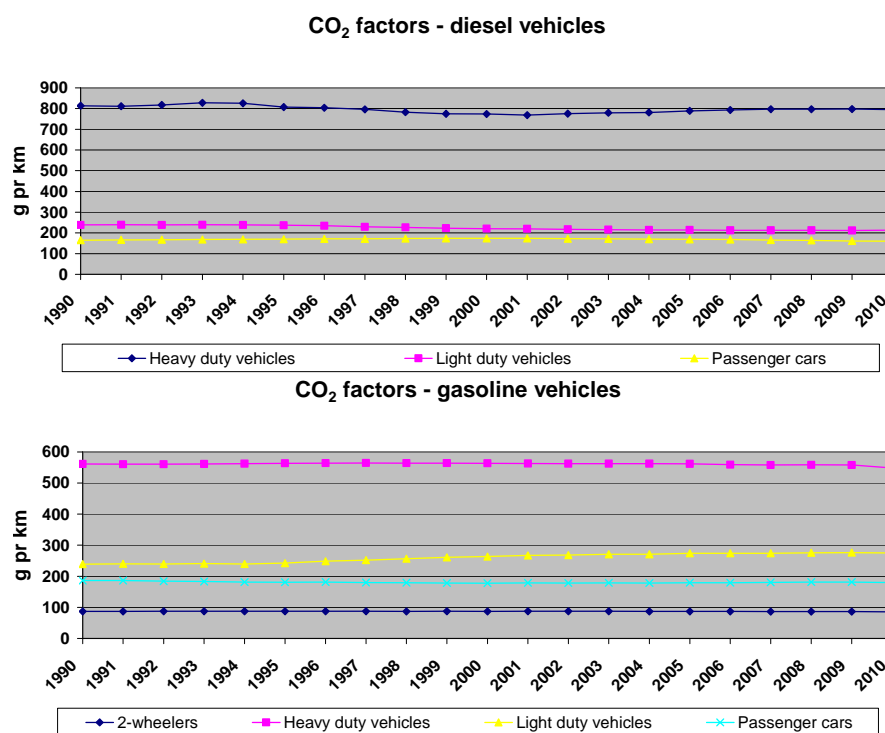 CO₂ factors - diesel vehicles
g pr km
900
800
700
600
500
400
300
200
100
0
1990 1991 1992 1993 1994 1995 1996 1997 1998 1999 2000 2001 2002 2003 2004 2005 2006 2007 2008 2009 2010
Heavy duty vehicles Light duty vehicles Passenger cars
CO₂ factors - gasoline vehicles
g pr km
600
500
400
300
200
100
0
1990 1991 1992 1993 1994 1995 1996 1997 1998 1999 2000 2001 2002 2003 2004 2005 2006 2007 2008 2009 2010
2-wheelers Heavy duty vehicles Light duty vehicles Passenger cars